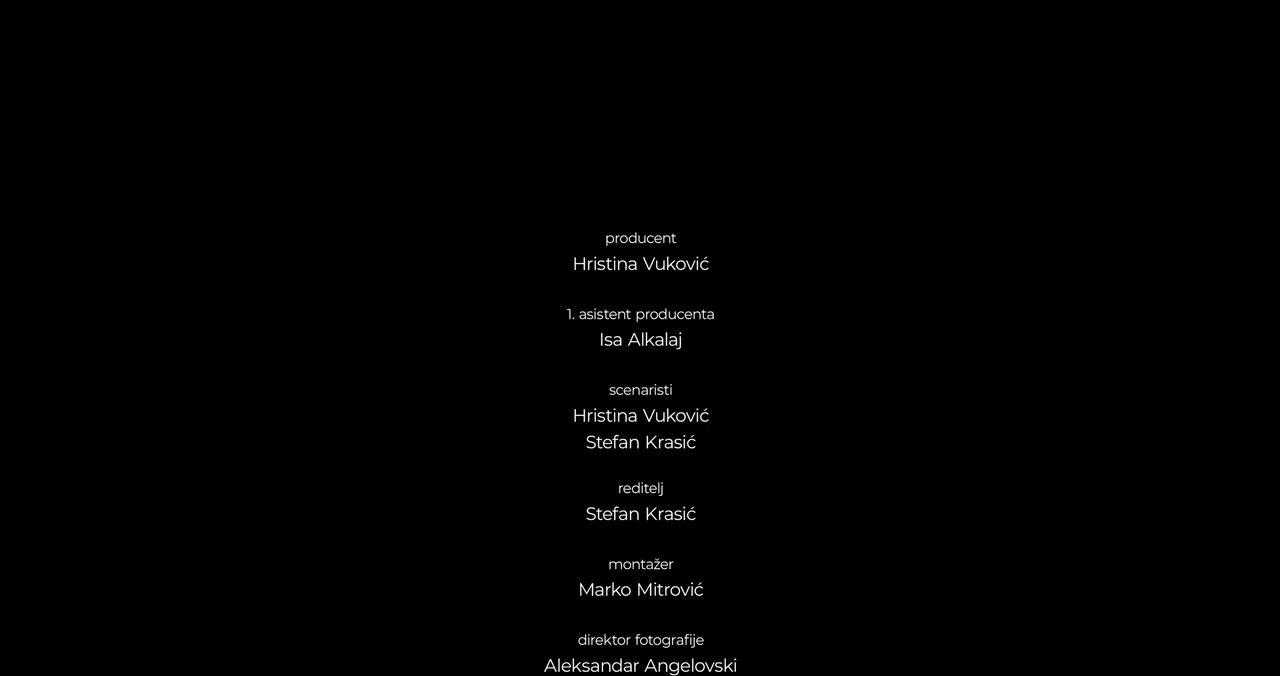 producent
Hristina Vuković
1. asistent producenta
Isa Alkalaj
scenaristi
Hristina Vuković
Stefan Krasić
reditelj
Stefan Krasić
montažer
Marko Mitrović
direktor fotografije
Aleksandar Angelovski